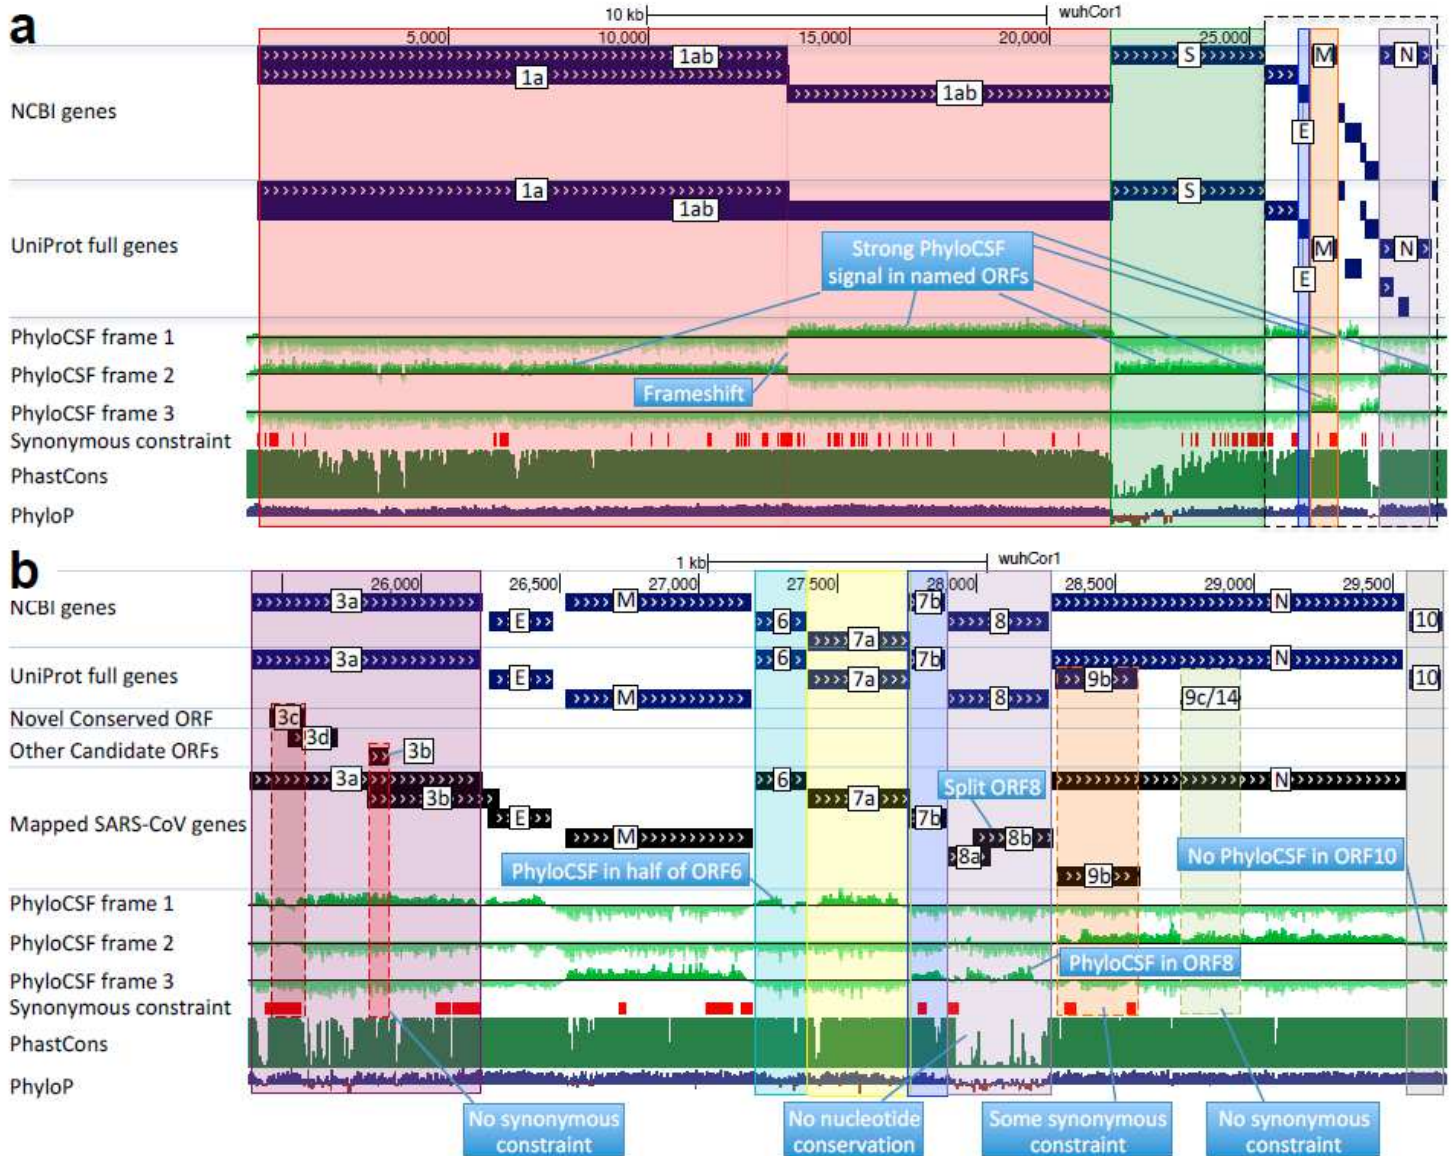 a
10 kb
wuhCor1
5,000
10,000
15,000
20,000
25,000
NCBI genes
1ab
S
M
N
1a
1ab
E
UniProt full genes
1a
S
1ab
M
N
E
Strong PhyloCSF
signal in named ORFs
PhyloCSF frame 1
PhyloCSF frame 2
Frameshift
PhyloCSF frame 3
Synonymous constraint
PhastCons
PhyloP
b
1 kb
wuhCor1
26,000
26,500
27,000
27,500
28,000
28,500
29,000
29,500
NCBI genes
3a
M
7b
N
E
6
8
10
7a
UniProt full genes
3a
6
7b
N
E
7a
9b
10
M
8
9c/14
Novel Conserved ORF
3c
3d
Other Candidate ORFs
3b
Mapped SARS-CoV genes
3a
6
N
3b
7a
Split ORF8
E
7b
M
8b
8a
9b
PhyloCSF in half of ORF6
No PhyloCSF in ORF10
PhyloCSF frame 1
PhyloCSF frame 2
PhyloCSF in ORF8
PhyloCSF frame 3
Synonymous constraint
PhastCons
PhyloP
No synonymous
constraint
No nucleotide
conservation
Some synonymous
constraint
No synonymous
constraint